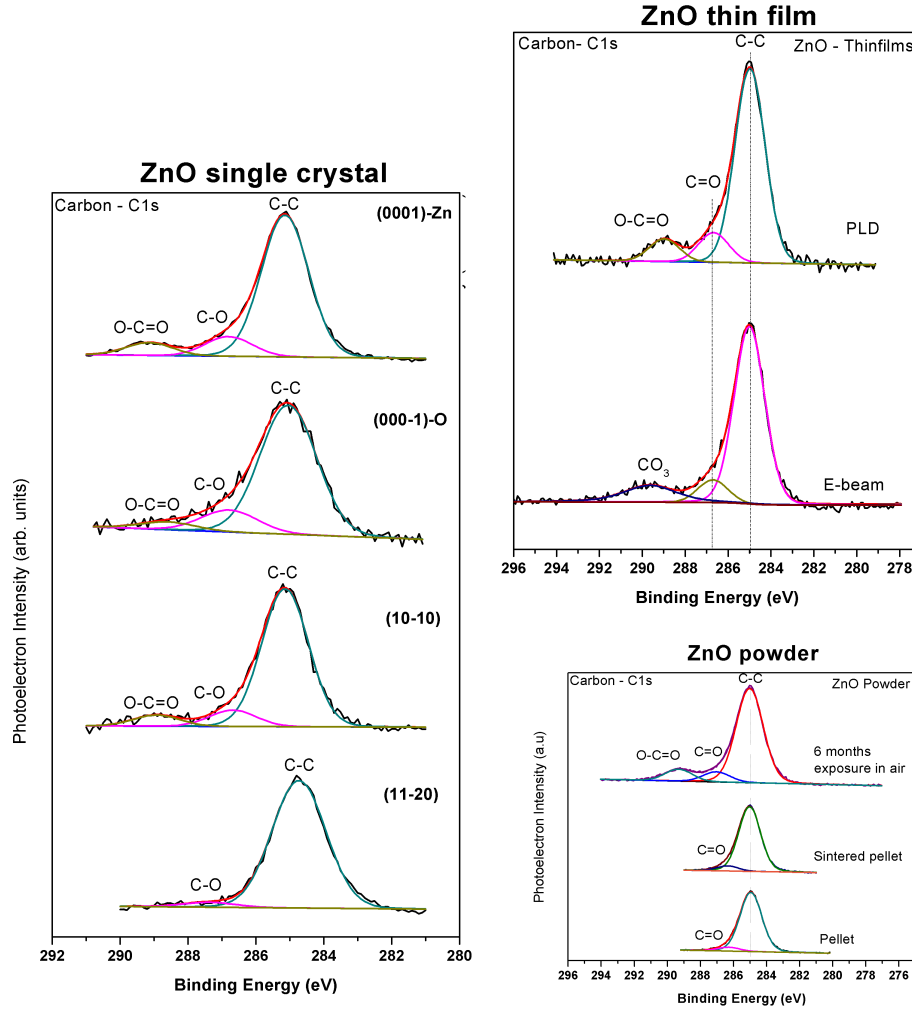 ZnO single crystal
Carbon - C1s
C-C
(0001)-Zn
C-O
O-C=O
C-C
(000-1)-O
C-O
O-C=O
C-C
(10-10)
C-O
O-C=O
C-C
(11-20)
C-O
Photoelectron Intensity (arb. units)
292 290 288 286 284 282 280
Binding Energy (eV)
ZnO thin film
Carbon- C1s
C-C
ZnO - Thinfilms
C=O
O-C=O
PLD
CO3
E-beam
296 294 292 290 288 286 284 282 280 278
Binding Energy (eV)
ZnO powder
Carbon - C1s
C-C
ZnO Powder
O-C=O
C=O
6 months
exposure in air
C=O
Sintered pellet
C=O
Pellet
Photoelectron Intensity (a.u)
296 294 292 290 288 286 284 282 280 278 276
Binding Energy (eV)